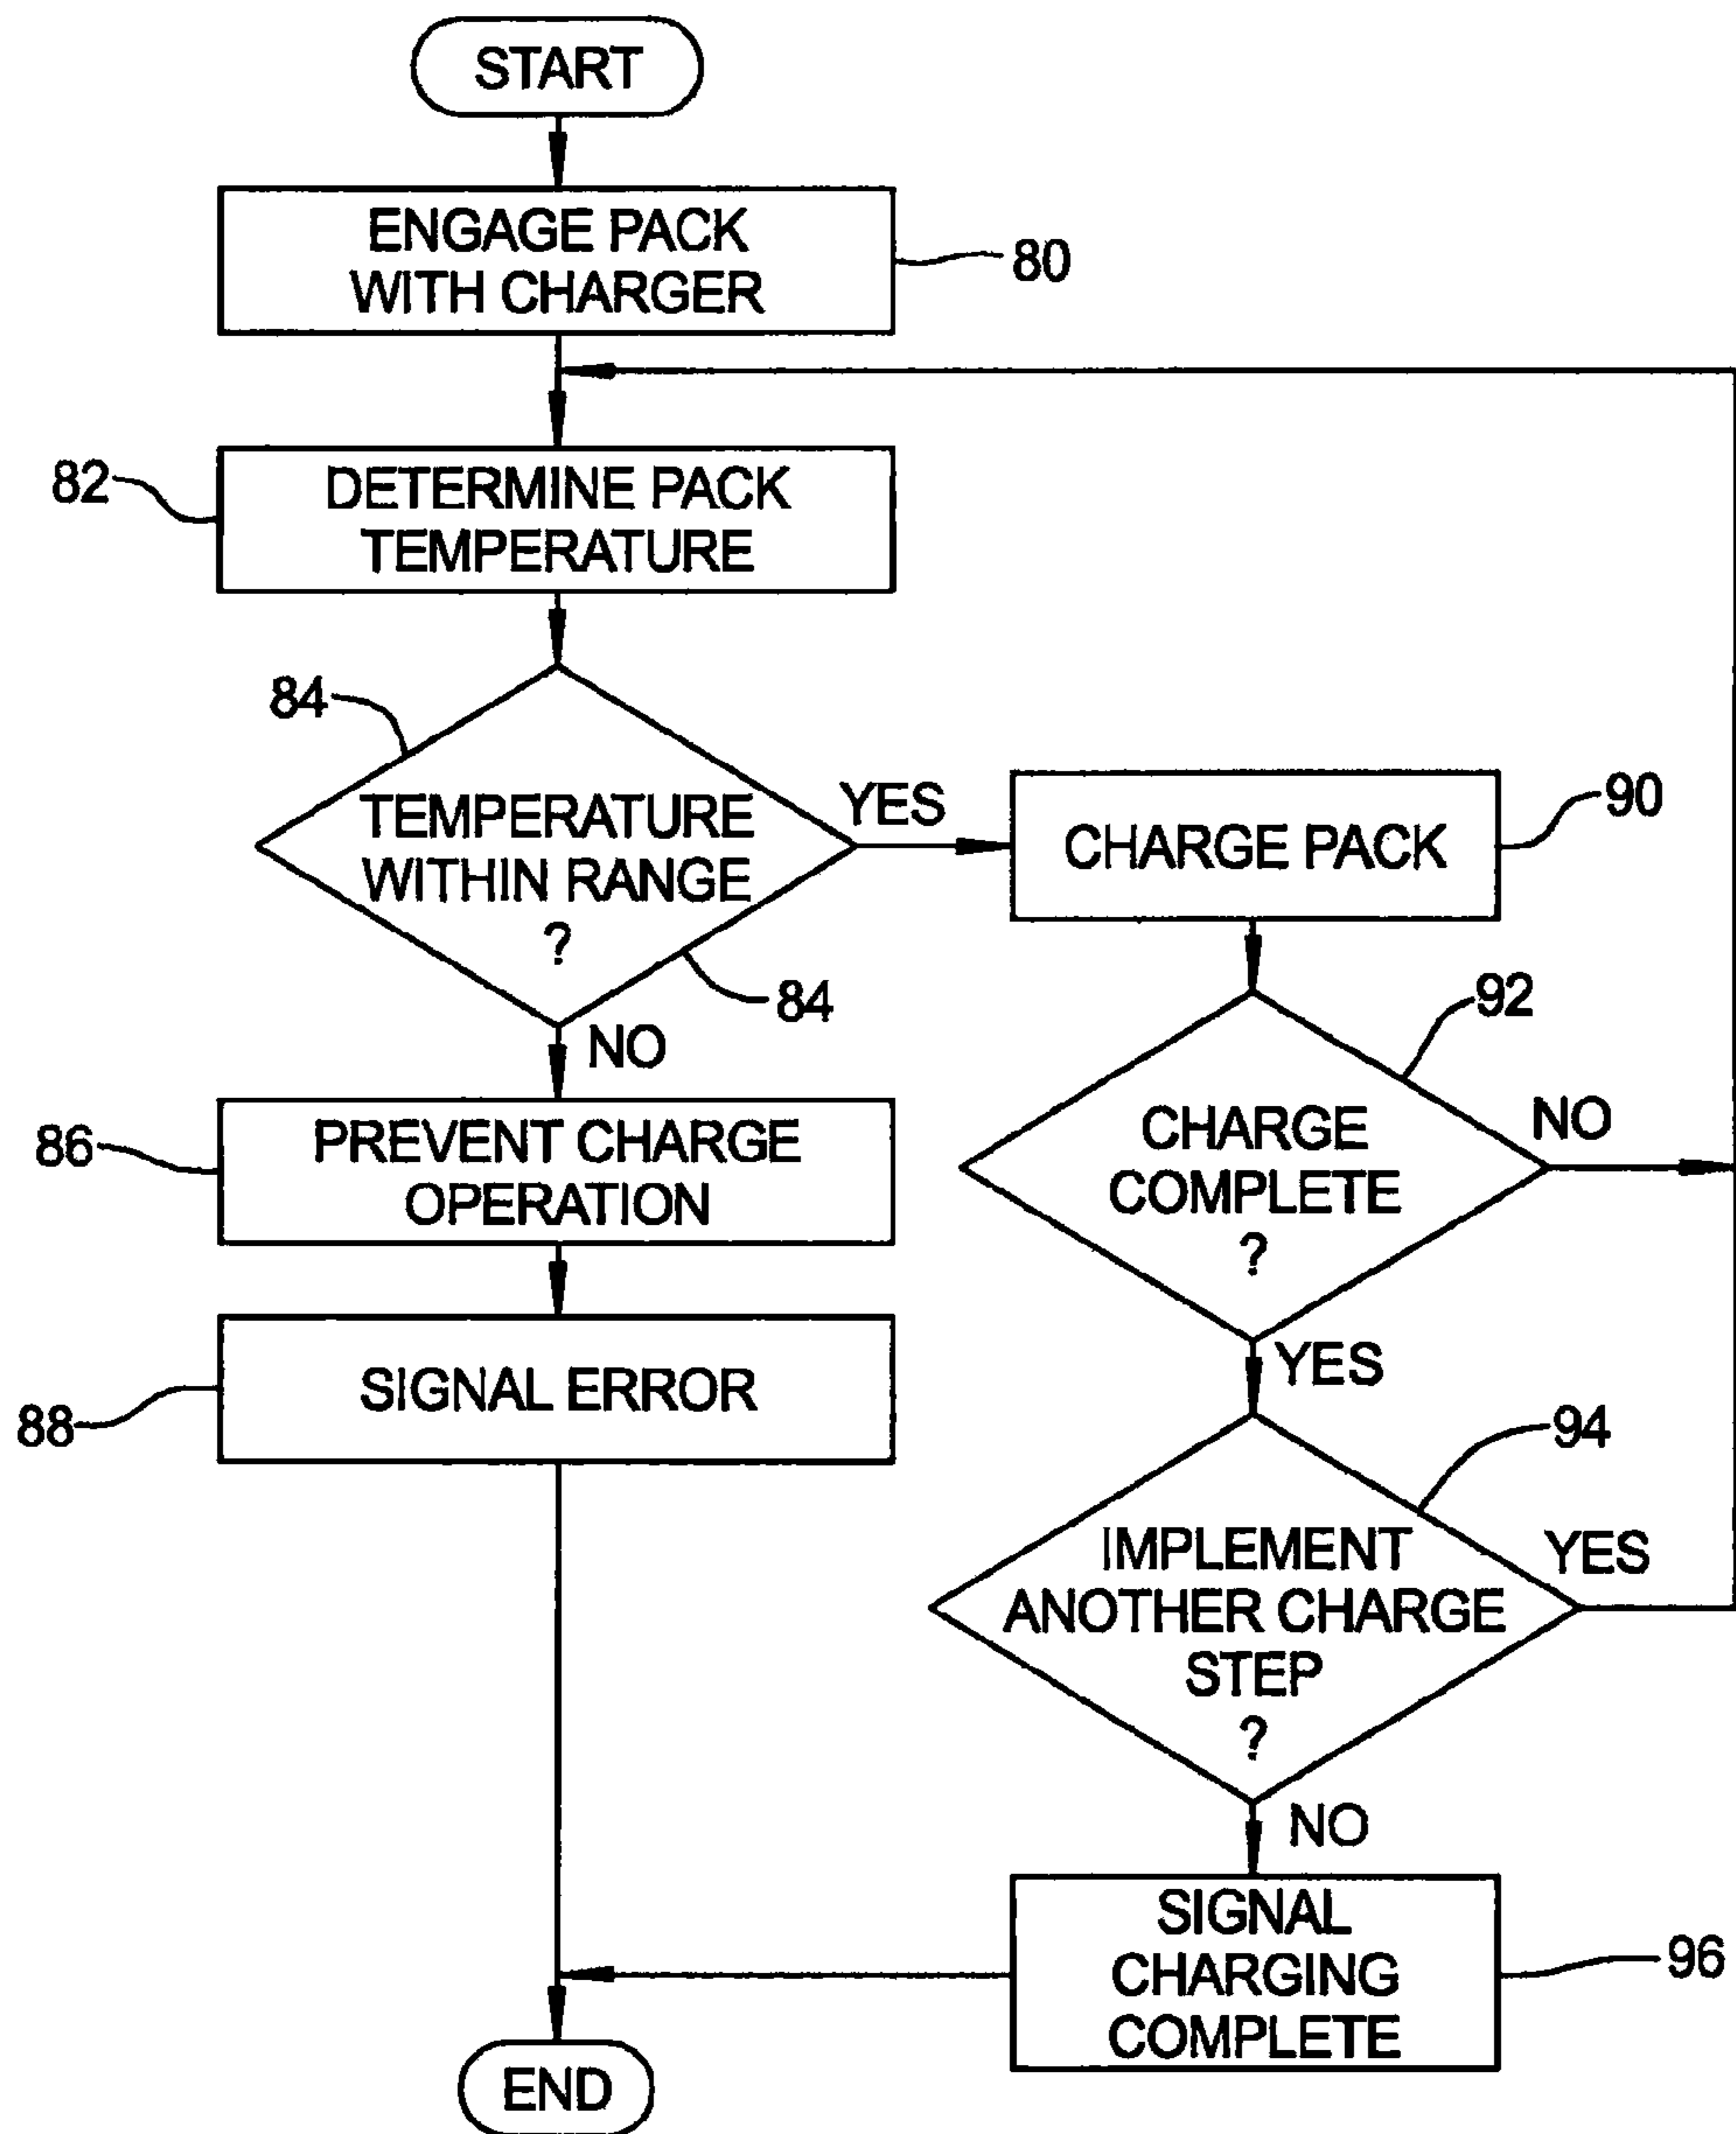 START
ENGAGE PACK
WITH CHARGER
80
82
DETERMINE PACK
TEMPERATURE
84
TEMPERATURE
WITHIN RANGE
?
84
YES
CHARGE PACK
90
NO
92
CHARGE
COMPLETE
?
NO
86
PREVENT CHARGE
OPERATION
YES
88
SIGNAL ERROR
94
IMPLEMENT
ANOTHER CHARGE
STEP
?
YES
NO
SIGNAL
CHARGING
COMPLETE
96
END